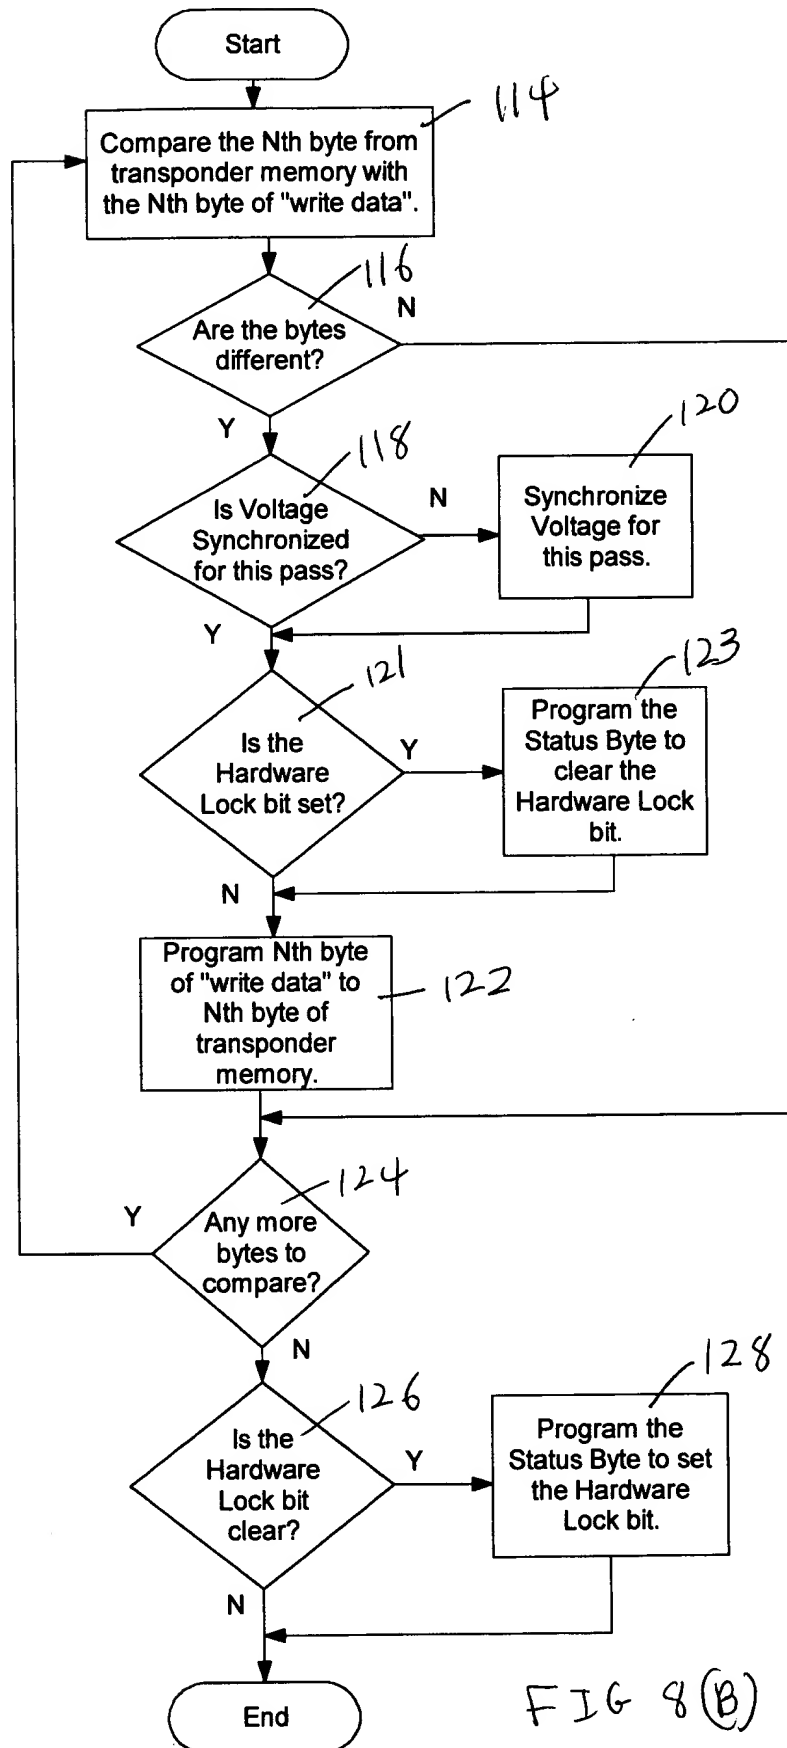 Start
114
Compare the Nth byte from
transponder memory with
the Nth byte of "write data".
116
N
Are the bytes
different?
Y
118
120
Is Voltage
Synchronized
for this pass?
N
Synchronize
Voltage for
this pass.
Y
121
123
Is the
Hardware
Lock bit set?
Y
Program the
Status Byte to
clear the
Hardware Lock
bit.
N
Program Nth byte
of "write data" to
Nth byte of
transponder
memory.
122
124
Y
Any more
bytes to
compare?
N
126
128
Is the
Hardware
Lock bit
clear?
Y
Program the
Status Byte to set
the Hardware
Lock bit.
N
End
FIG 8(B)